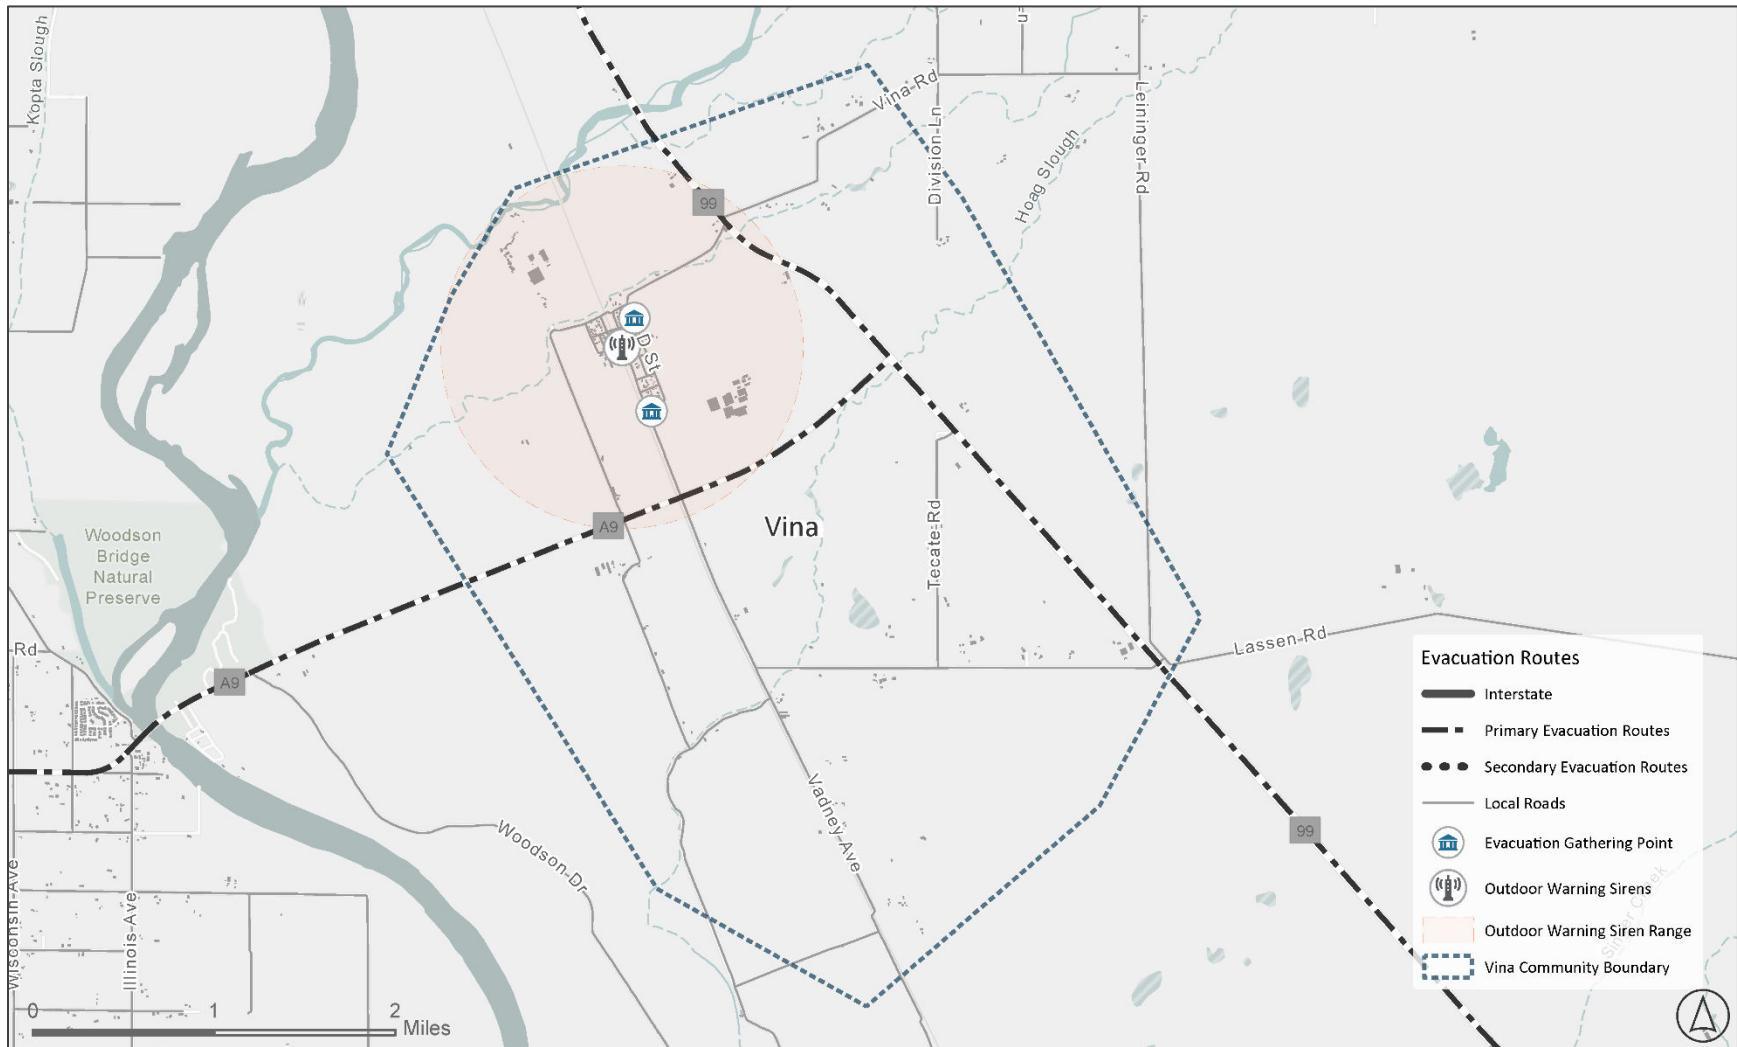 Kopta Slough
n
Vina Rd
Division Ln
Leininger Rd
Hoag Slough
99
D St
Vina
A9
Tecate Rd
Woodson
Bridge
Natural
Preserve
Rd
A9
Lassen Rd
Vadney Ave
Woodson Dr
99
Wisconsin Ave
Illinois Ave
Singer Creek
0 1 2
Miles
Evacuation Routes
Interstate
Primary Evacuation Routes
Secondary Evacuation Routes
Local Roads
Evacuation Gathering Point
Outdoor Warning Sirens
Outdoor Warning Siren Range
Vina Community Boundary